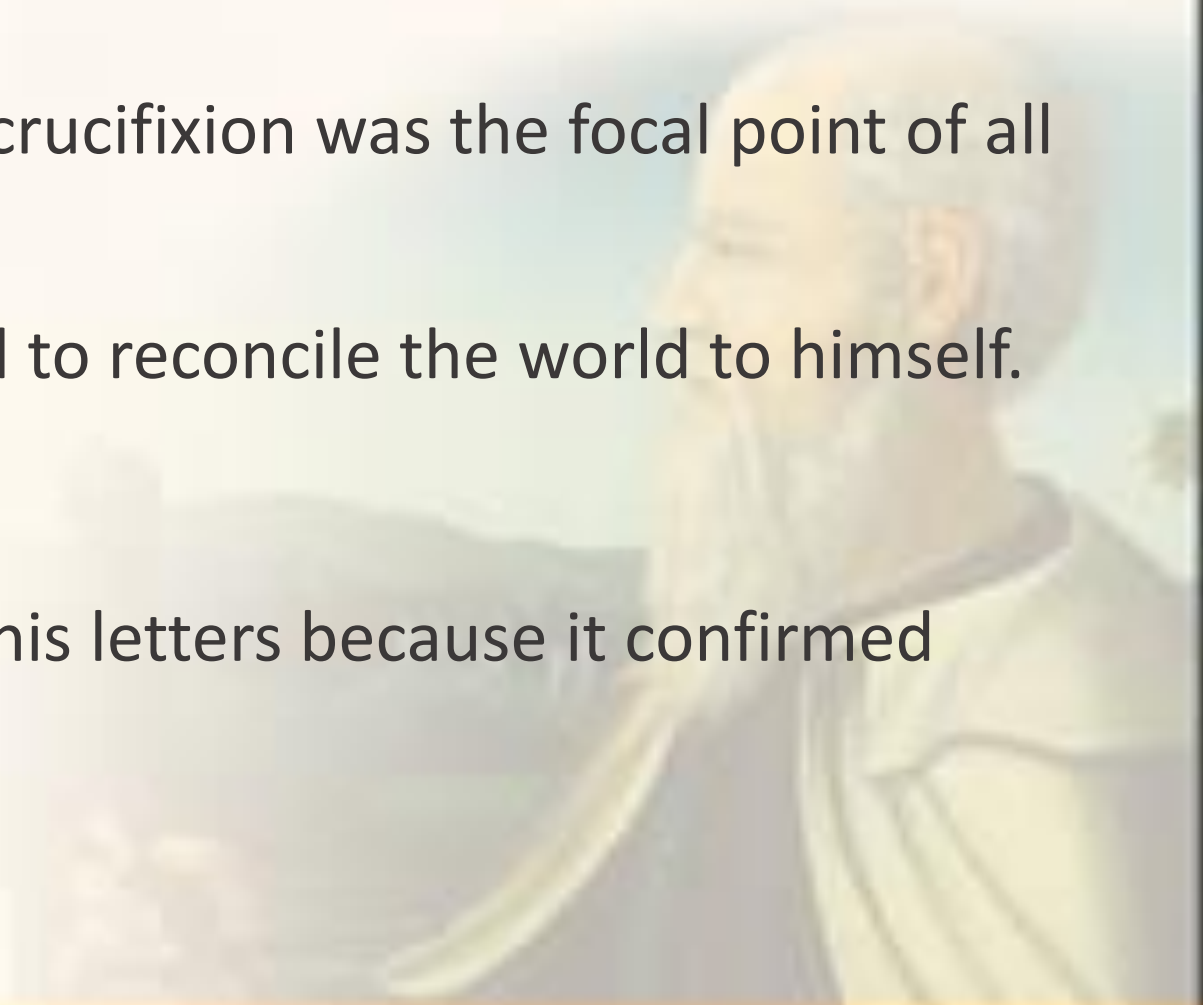 crucifixion was the focal point of all
to reconcile the world to himself.
his letters because it confirmed